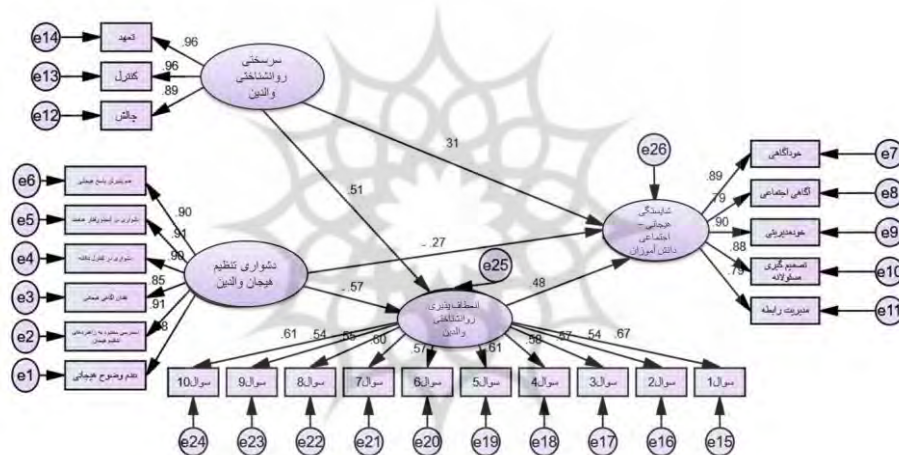 e14
تعهد
.96
e13
کنترل
.96
e12
چالش
.89
سرسختی
روانشناختی
والدین
.31
.51
e26
شایستگی
هیجانی –
اجتماعی
دانش‌آموزان
خودآگاهی
e7
.89
آگاهی اجتماعی
e8
.79
خودمدیریتی
e9
.90
تصمیم گیری
مسئولانه
e10
.88
مدیریت رابطه
e11
.79
e6
.90
e5
.91
e4
.90
e3
.85
e2
.91
e1
عدم وضوح هیجانی
دشواری تنظیم
هیجان والدین
-.27
-.57
e25
.48
انعطاف‌پذیری
روانشناختی
والدین
.61
.54
.55
.60
.57
.61
.58
.57
.54
.67
سوال10
سوال9
سوال8
سوال7
سوال6
سوال5
سوال4
سوال3
سوال2
سوال1
e24
e23
e22
e21
e20
e19
e18
e17
e16
e15